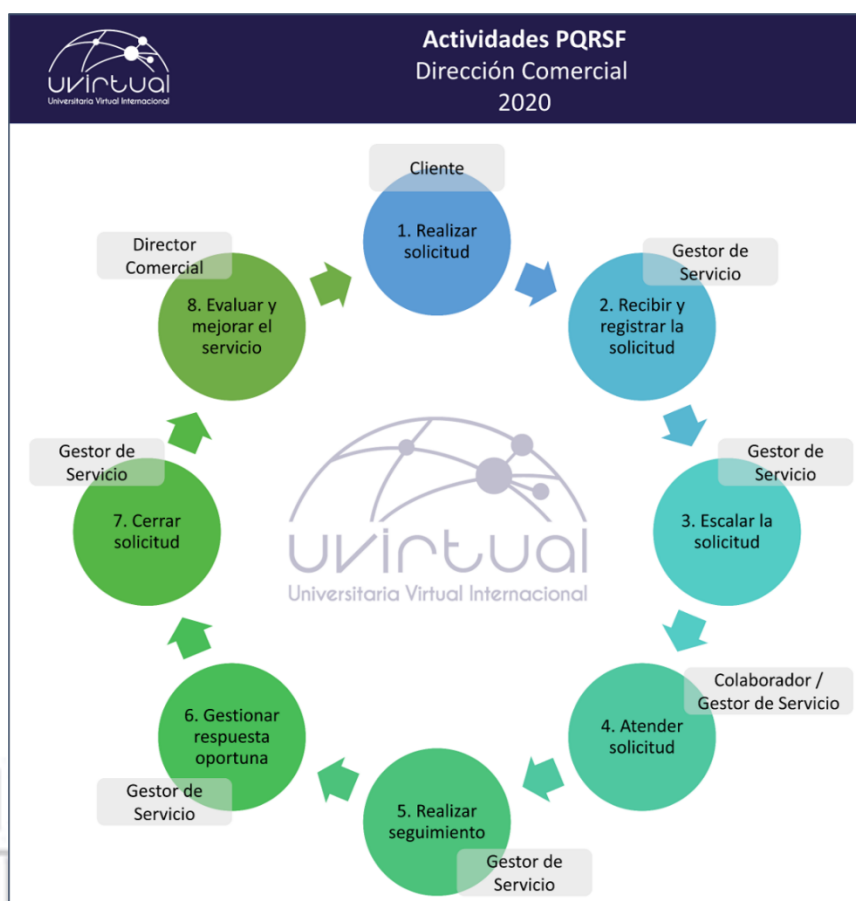 uvirtual
Universitaria Virtual Internacional
Actividades PQRSF
Dirección Comercial
2020
Cliente
1. Realizar
solicitud
Gestor de
Servicio
2. Recibir y
registrar la
solicitud
Gestor de
Servicio
3. Escalar la
solicitud
Colaborador /
Gestor de Servicio
4. Atender
solicitud
5. Realizar
seguimiento
Gestor de
Servicio
6. Gestionar
respuesta
oportuna
Gestor de
Servicio
Gestor de
Servicio
7. Cerrar
solicitud
Director
Comercial
8. Evaluar y
mejorar el
servicio
uvirtual
Universitaria Virtual Internacional